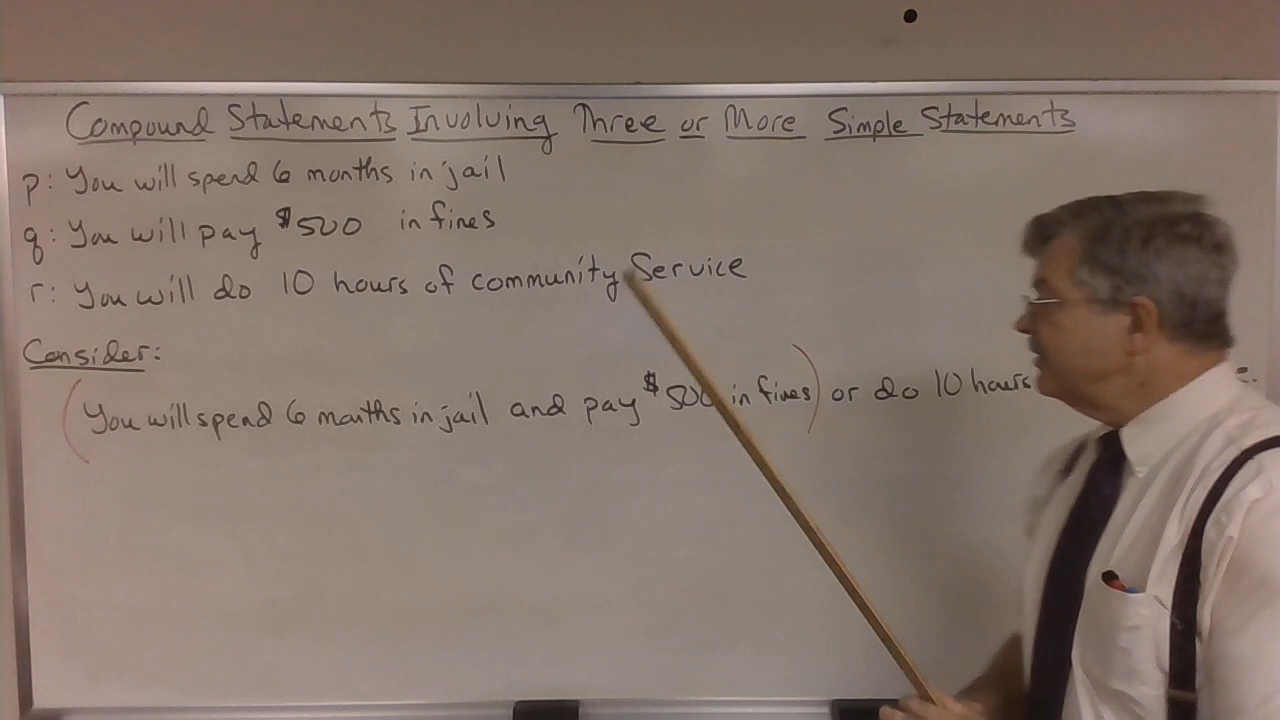 Compound Statements Involving Three or More Simple Statements
p: You will spend 6 months in jail
q: You will pay $500 in fines
r: You will do 10 hours of community Service
Consider:
(You will spend 6 months in jail and pay $500 in fines) or do 10 hours